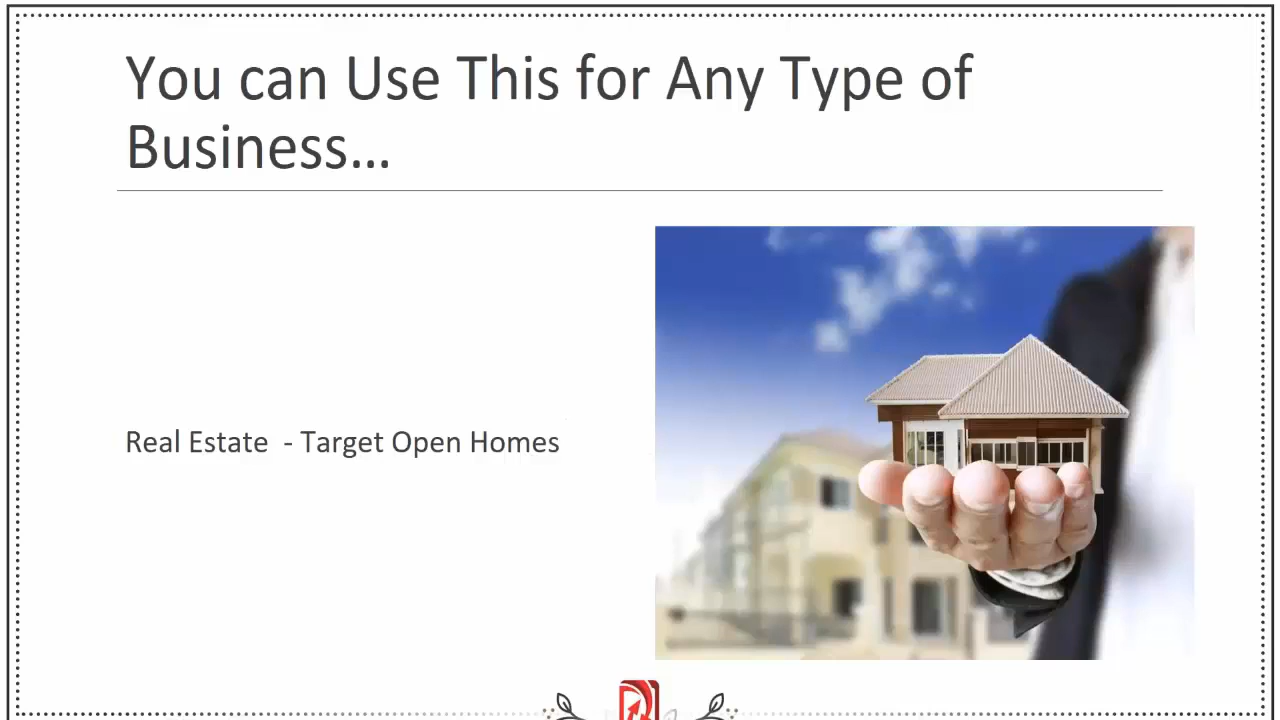 You can Use This for Any Type of
Business…
Real Estate - Target Open Homes